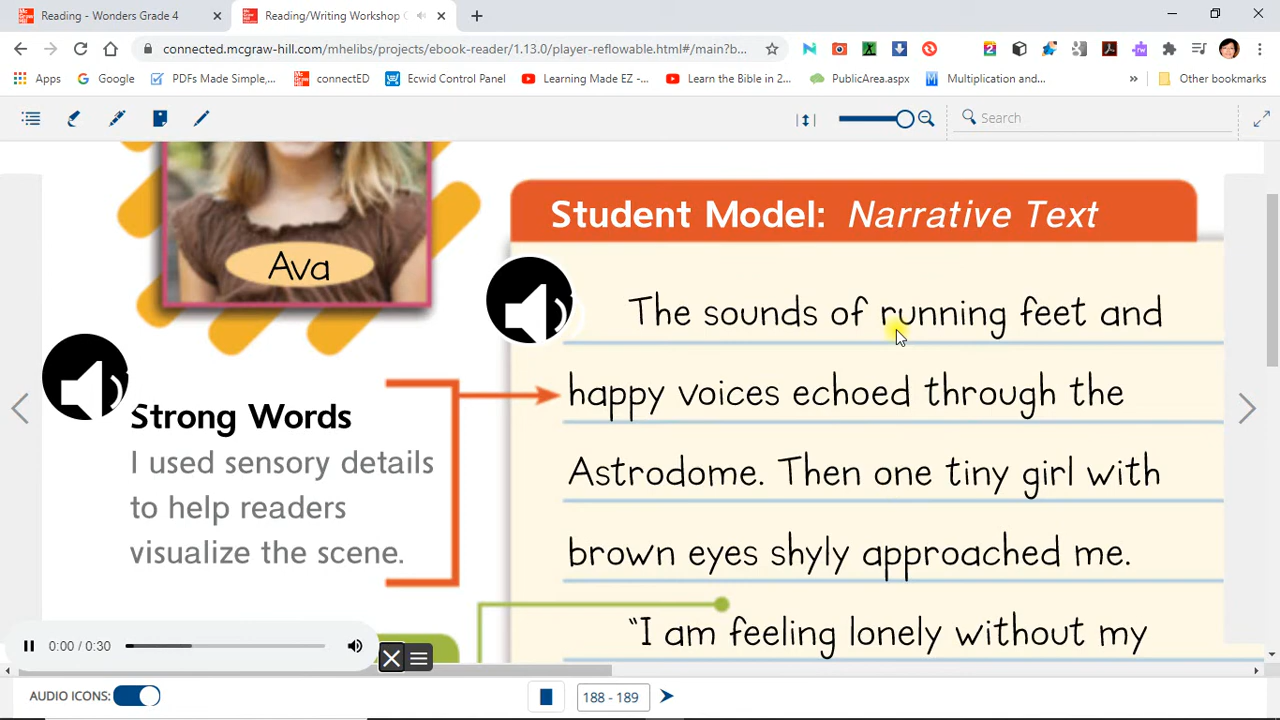 Reading - Wonders Grade 4
Reading/Writing Workshop
connected.mcgraw-hill.com/mhelibs/projects/ebook-reader/1.13.0/player-reflowable.html#/main?b...
Apps
Google
PDFs Made Simple,...
connectED
Ecwid Control Panel
Learning Made EZ -...
Learn the Bible in 2...
PublicArea.aspx
Multiplication and...
»
Other bookmarks
Search
Student Model: Narrative Text
Ava
The sounds of running feet and
happy voices echoed through the
Astrodome. Then one tiny girl with
brown eyes shyly approached me.
"I am feeling lonely without my
Strong Words
I used sensory details
to help readers
visualize the scene.
0:00 / 0:30
AUDIO ICONS:
188 - 189